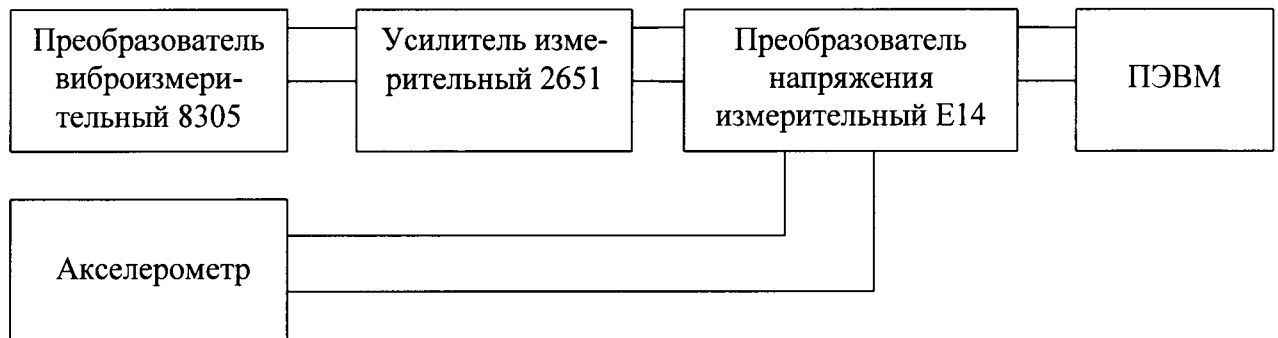 Преобразователь
виброизмери-
тельный 8305
Усилитель изме-
рительный 2651
Преобразователь
напряжения
измерительный Е14
ПЭВМ
Акселерометр